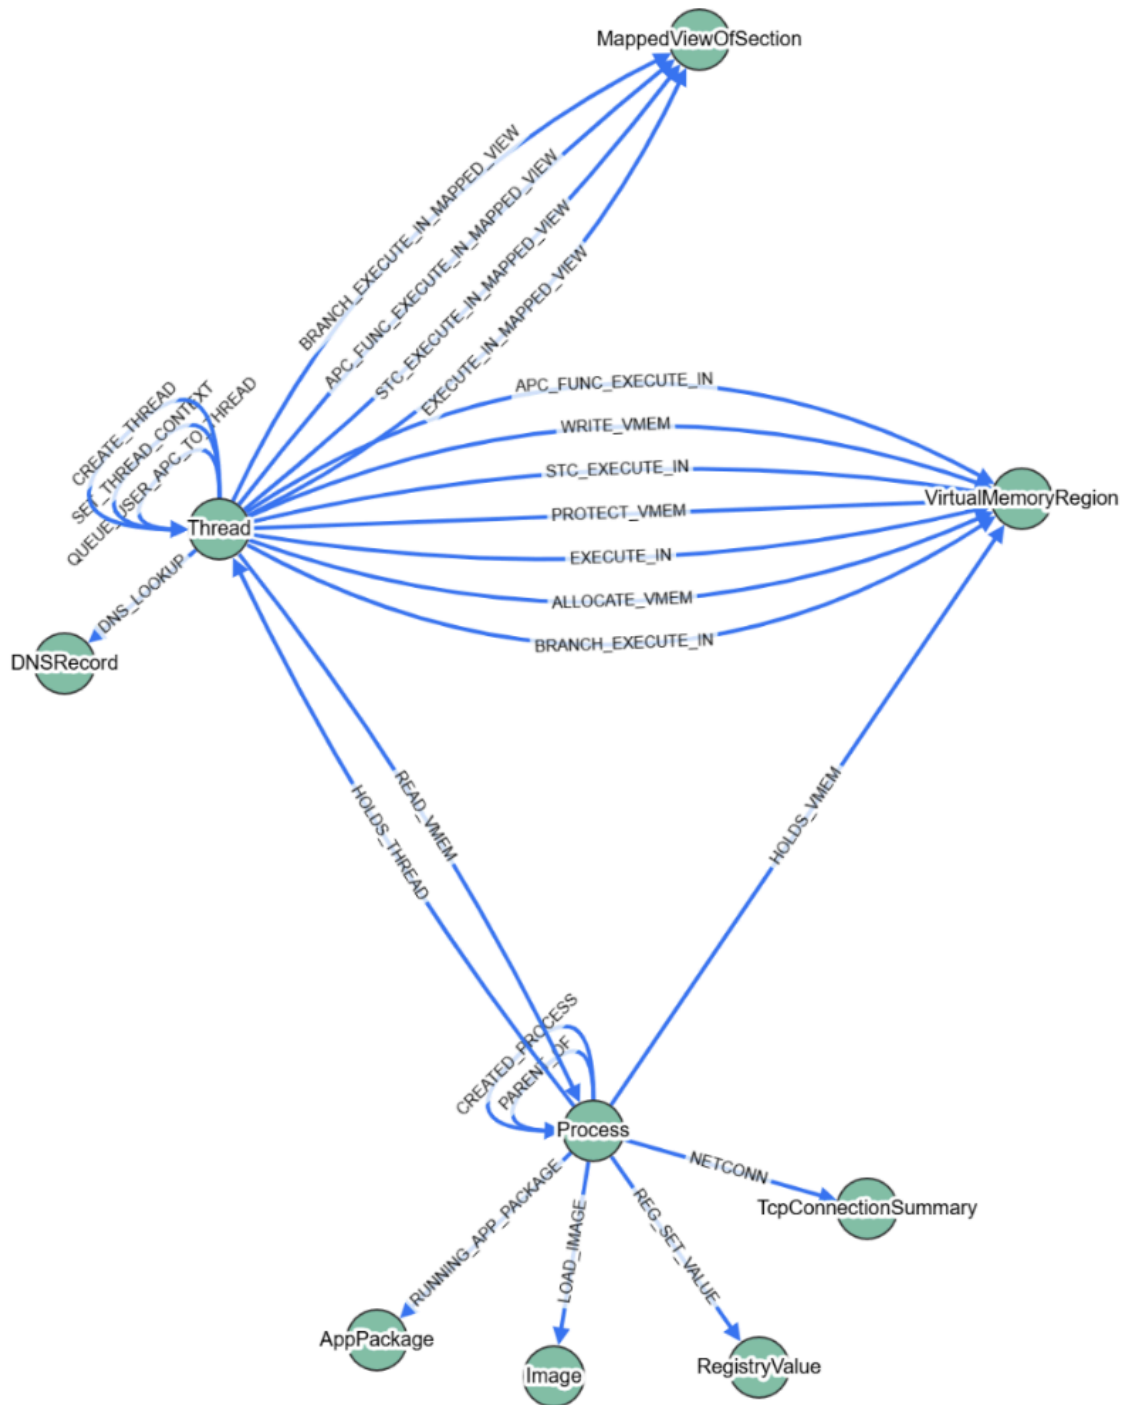 MappedViewOfSection
BRANCH_EXECUTE_IN_MAPPED_VIEW
APC_FUNC_EXECUTE_IN_MAPPED_VIEW
STC_EXECUTE_IN_MAPPED_VIEW
EXECUTE_IN_MAPPED_VIEW
CREATE_THREAD
SET_THREAD_CONTEXT
QUEUE_USER_APC_TO_THREAD
APC_FUNC_EXECUTE_IN
WRITE_VMEM
STC_EXECUTE_IN
PROTECT_VMEM
EXECUTE_IN
ALLOCATE_VMEM
BRANCH_EXECUTE_IN
VirtualMemoryRegion
Thread
DNS_LOOKUP
DNSRecord
HOLDS_THREAD
READ_VMEM
HOLDS_VMEM
CREATED_PROCESS
PARENT_OF
Process
NETCONN
TcpConnectionSummary
RUNNING_APP_PACKAGE
LOAD_IMAGE
REG_SET_VALUE
AppPackage
Image
RegistryValue